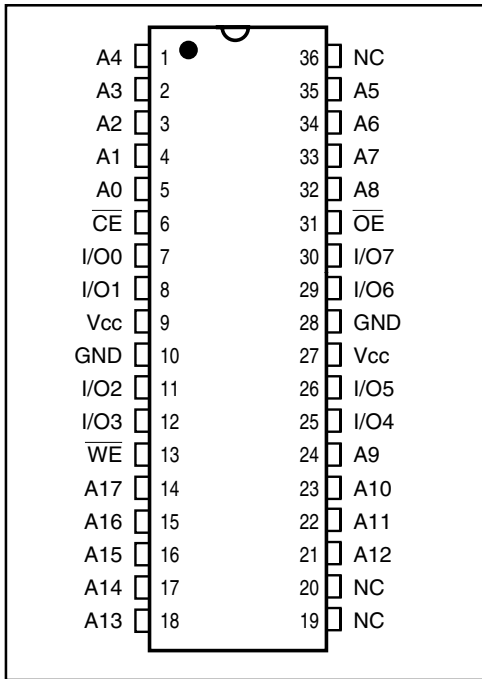 A4 1 36 NC
A3 2 35 A5
A2 3 34 A6
A1 4 33 A7
A0 5 32 A8
CE 6 31 OE
I/O0 7 30 I/O7
I/O1 8 29 I/O6
Vcc 9 28 GND
GND 10 27 Vcc
I/O2 11 26 I/O5
I/O3 12 25 I/O4
WE 13 24 A9
A17 14 23 A10
A16 15 22 A11
A15 16 21 A12
A14 17 20 NC
A13 18 19 NC